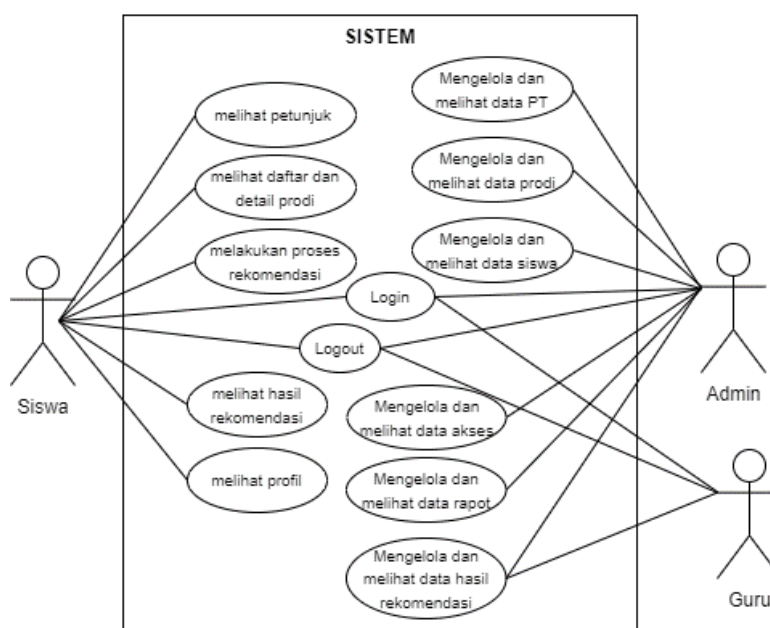 SISTEM
melihat petunjuk
Mengelola dan
melihat data PT
melihat daftar dan
detail prodi
Mengelola dan
melihat data prodi
melakukan proses
rekomendasi
Mengelola dan
melihat data siswa
Login
Logout
Siswa
Admin
melihat hasil
rekomendasi
Mengelola dan
melihat data akses
melihat profil
Mengelola dan
melihat data rapot
Mengelola dan
melihat data hasil
rekomendasi
Guru